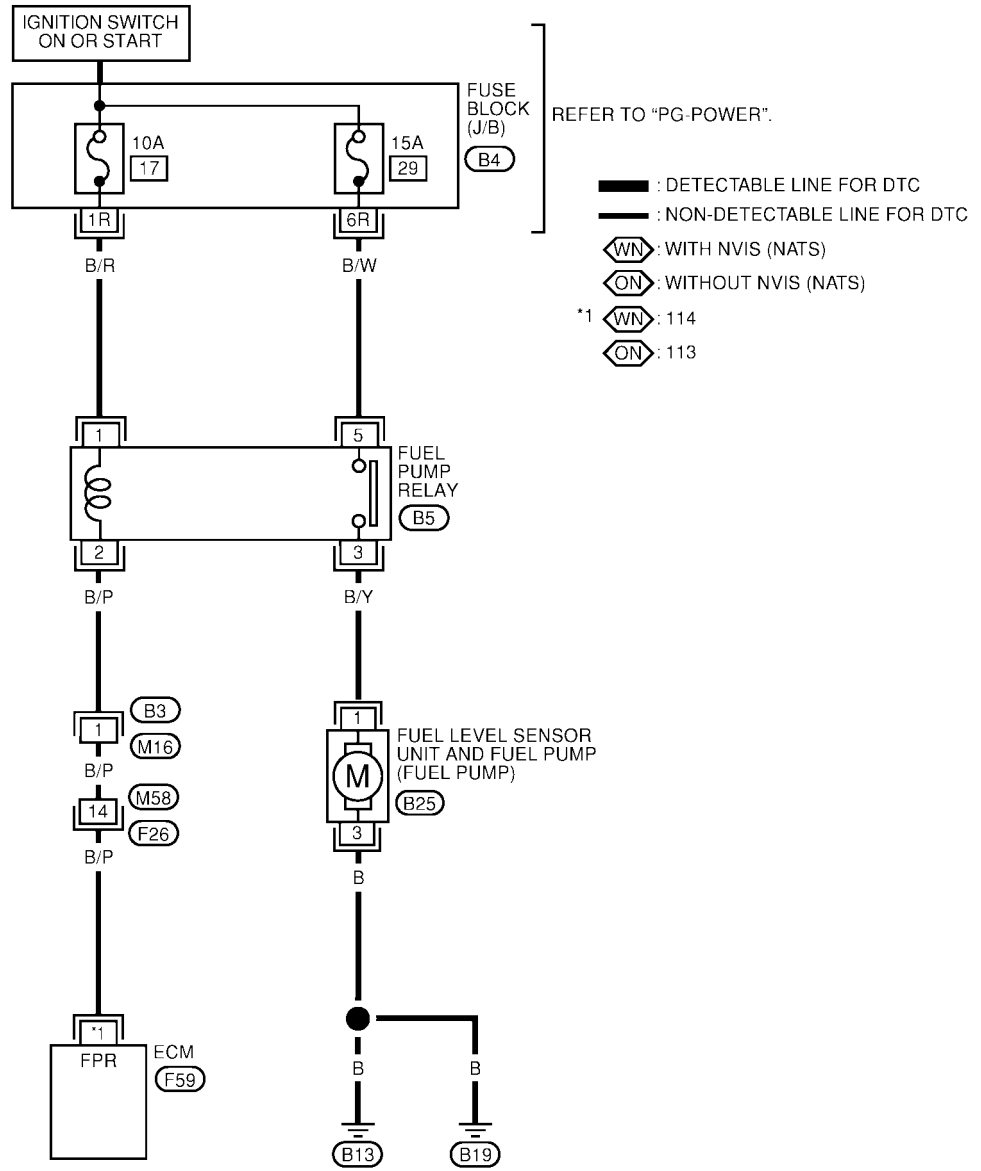 IGNITION SWITCH
ON OR START
FUSE
BLOCK
(J/B)
B4
REFER TO “PG-POWER”.
10A
17
15A
29
1R
6R
: DETECTABLE LINE FOR DTC
: NON-DETECTABLE LINE FOR DTC
WN : WITH NVIS (NATS)
ON : WITHOUT NVIS (NATS)
*1 WN : 114
ON : 113
B/R
B/W
1
5
FUEL
PUMP
RELAY
B5
2
3
B/P
B/Y
B3
1
M16
B/P
M58
14
F26
B/P
1
FUEL LEVEL SENSOR
UNIT AND FUEL PUMP
(FUEL PUMP)
M
B25
3
B
*1
FPR
ECM
F59
B
B
B13
B19